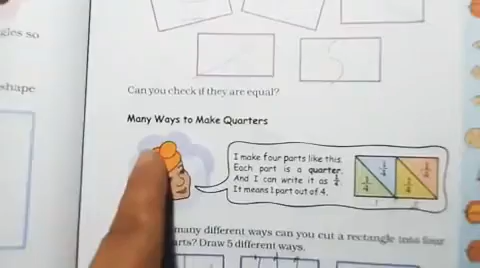 gles so
Can you check if they are equal?
shape
Many Ways to Make Quarters
I make four parts like this.
Each part is a quarter.
And I can write it as 1/4.
It means 1 part out of 4.
1/4 1/4 1/4 1/4
many different ways can you cut a rectangle into four
arts? Draw 5 different ways.